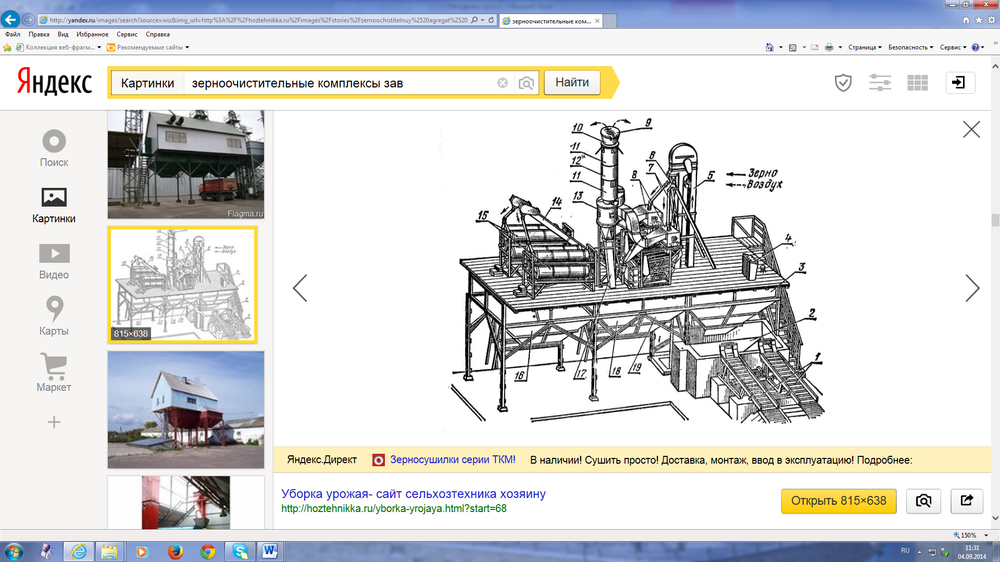 http://yandex.ru/images/search?source=wiz&img_url=http%3A%2F%2Fhoztehnikka.ru%2Fimages%2Fstories%2Fzernoochistitelnuy%2520agregat%2520
зерноочистительные ком...
Файл Правка Вид Избранное Сервис Справка
Коллекция веб-фрагм... Рекомендуемые сайты
Страница Безопасность Сервис
Яндекс
Картинки зерноочистительные комплексы зав Найти
Поиск
Картинки
Видео
Карты
Маркет
Flagma.ru
815×638
10 9
11
12
11
13
6
7
8
5
Зерно
Воздух
14
15
4
3
2
1
16 17 18 19
Яндекс.Директ Зерносушилки серии ТКМ! В наличии! Сушить просто! Доставка, монтаж, ввод в эксплуатацию! Подробнее:
Уборка урожая- сайт сельхозтехника хозяину
http://hoztehnikka.ru/yborka-yrojaya.html?start=68
Открыть 815×638
150%
RU
11:31
04.09.2014